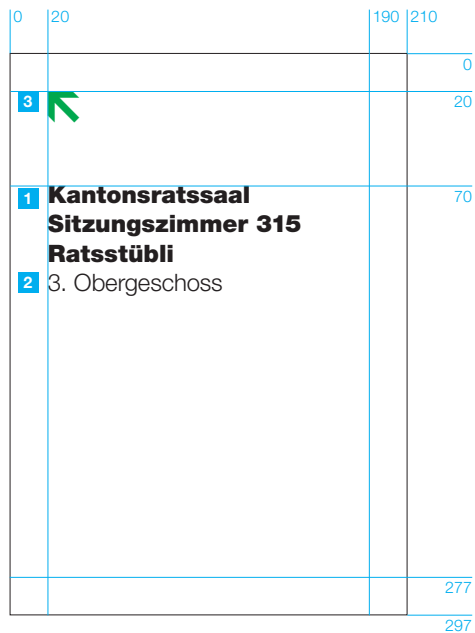 0 20 190 210
0
3 20
1 Kantonsratssaal 70
Sitzungszimmer 315
Ratsstübli
2 3. Obergeschoss
277
297